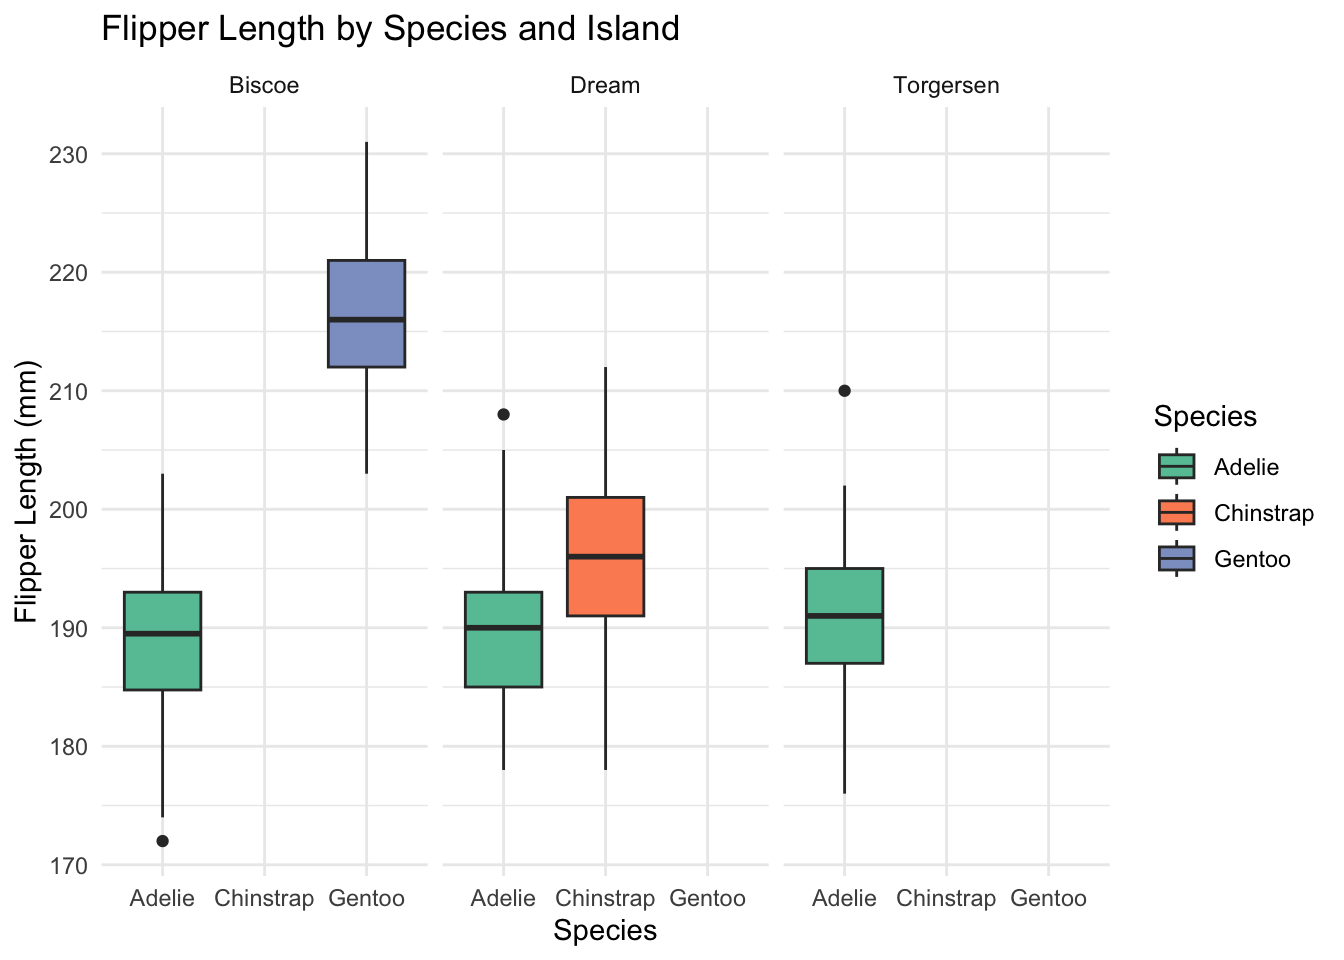 Flipper Length by Species and Island
Biscoe Dream Torgersen
230
220
210
200
190
180
170
Flipper Length (mm)
Adelie Chinstrap Gentoo Adelie Chinstrap Gentoo Adelie Chinstrap Gentoo
Species
Species
Adelie
Chinstrap
Gentoo